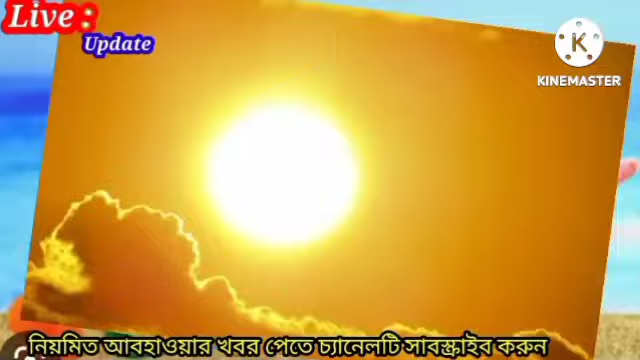 Live :
Update
KINEMASTER
নিয়মিত আবহাওয়ার খবর পেতে চ্যানেলটি সাবস্ক্রাইব করুন